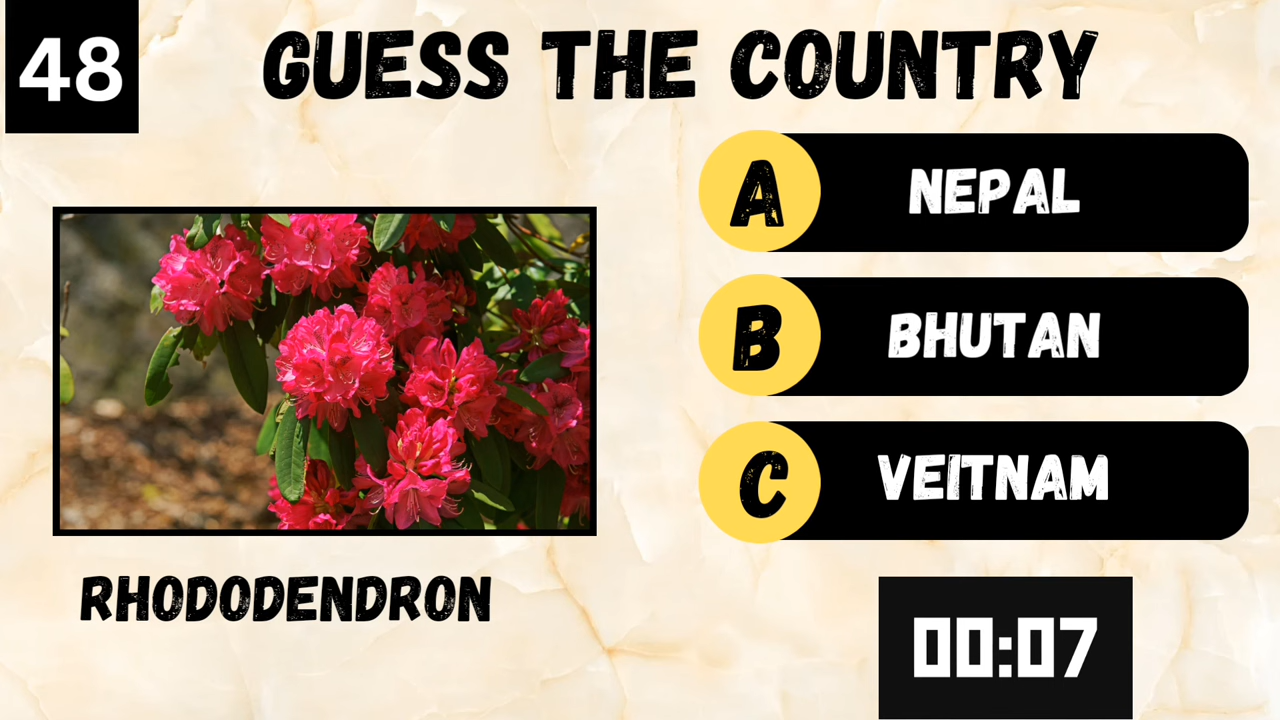 48
GUESS THE COUNTRY
A NEPAL
B BHUTAN
C VEITNAM
RHODODENDRON
00:07